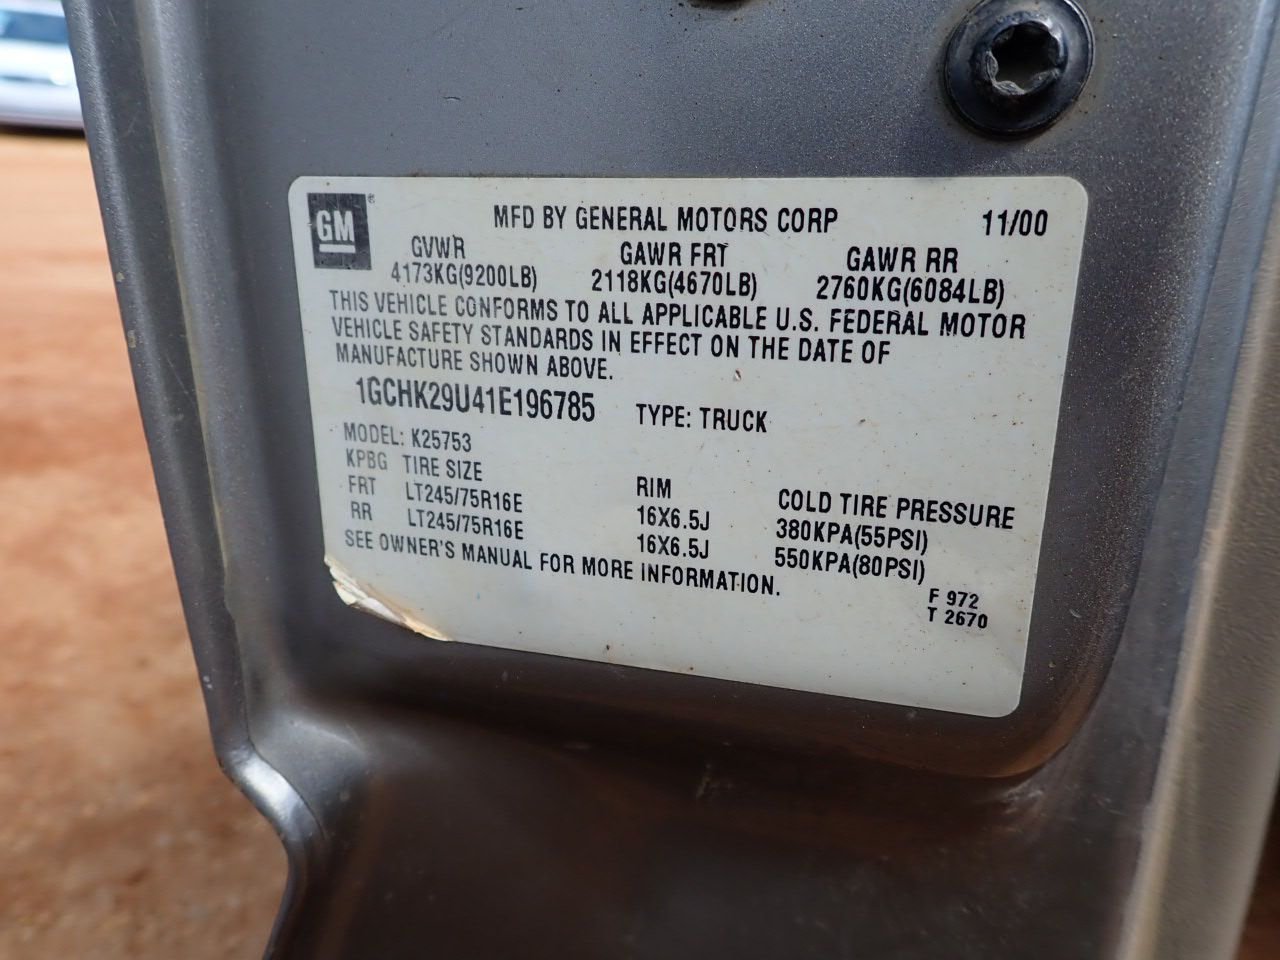 GM®
MFD BY GENERAL MOTORS CORP 11/00
GVWR GAWR FRT GAWR RR
4173KG(9200LB) 2118KG(4670LB) 2760KG(6084LB)
THIS VEHICLE CONFORMS TO ALL APPLICABLE U.S. FEDERAL MOTOR
VEHICLE SAFETY STANDARDS IN EFFECT ON THE DATE OF
MANUFACTURE SHOWN ABOVE.
1GCHK29U41E196785 TYPE: TRUCK
MODEL: K25753
KPBG TIRE SIZE RIM COLD TIRE PRESSURE
FRT LT245/75R16E 16X6.5J 380KPA(55PSI)
RR LT245/75R16E 16X6.5J 550KPA(80PSI)
SEE OWNER'S MANUAL FOR MORE INFORMATION.
F 972
T 2670